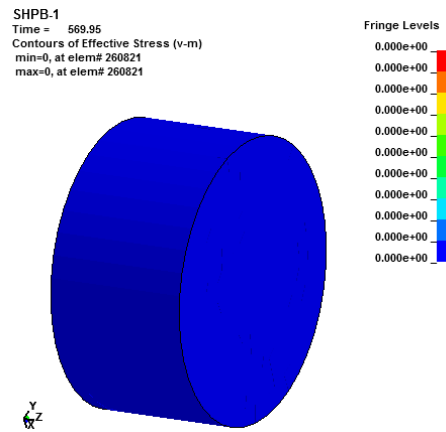 SHPB-1
Time = 569.95
Contours of Effective Stress (v-m)
min=0, at elem# 260821
max=0, at elem# 260821
Fringe Levels
0.000e+00
0.000e+00
0.000e+00
0.000e+00
0.000e+00
0.000e+00
0.000e+00
0.000e+00
0.000e+00
0.000e+00
0.000e+00
Y
Z
X